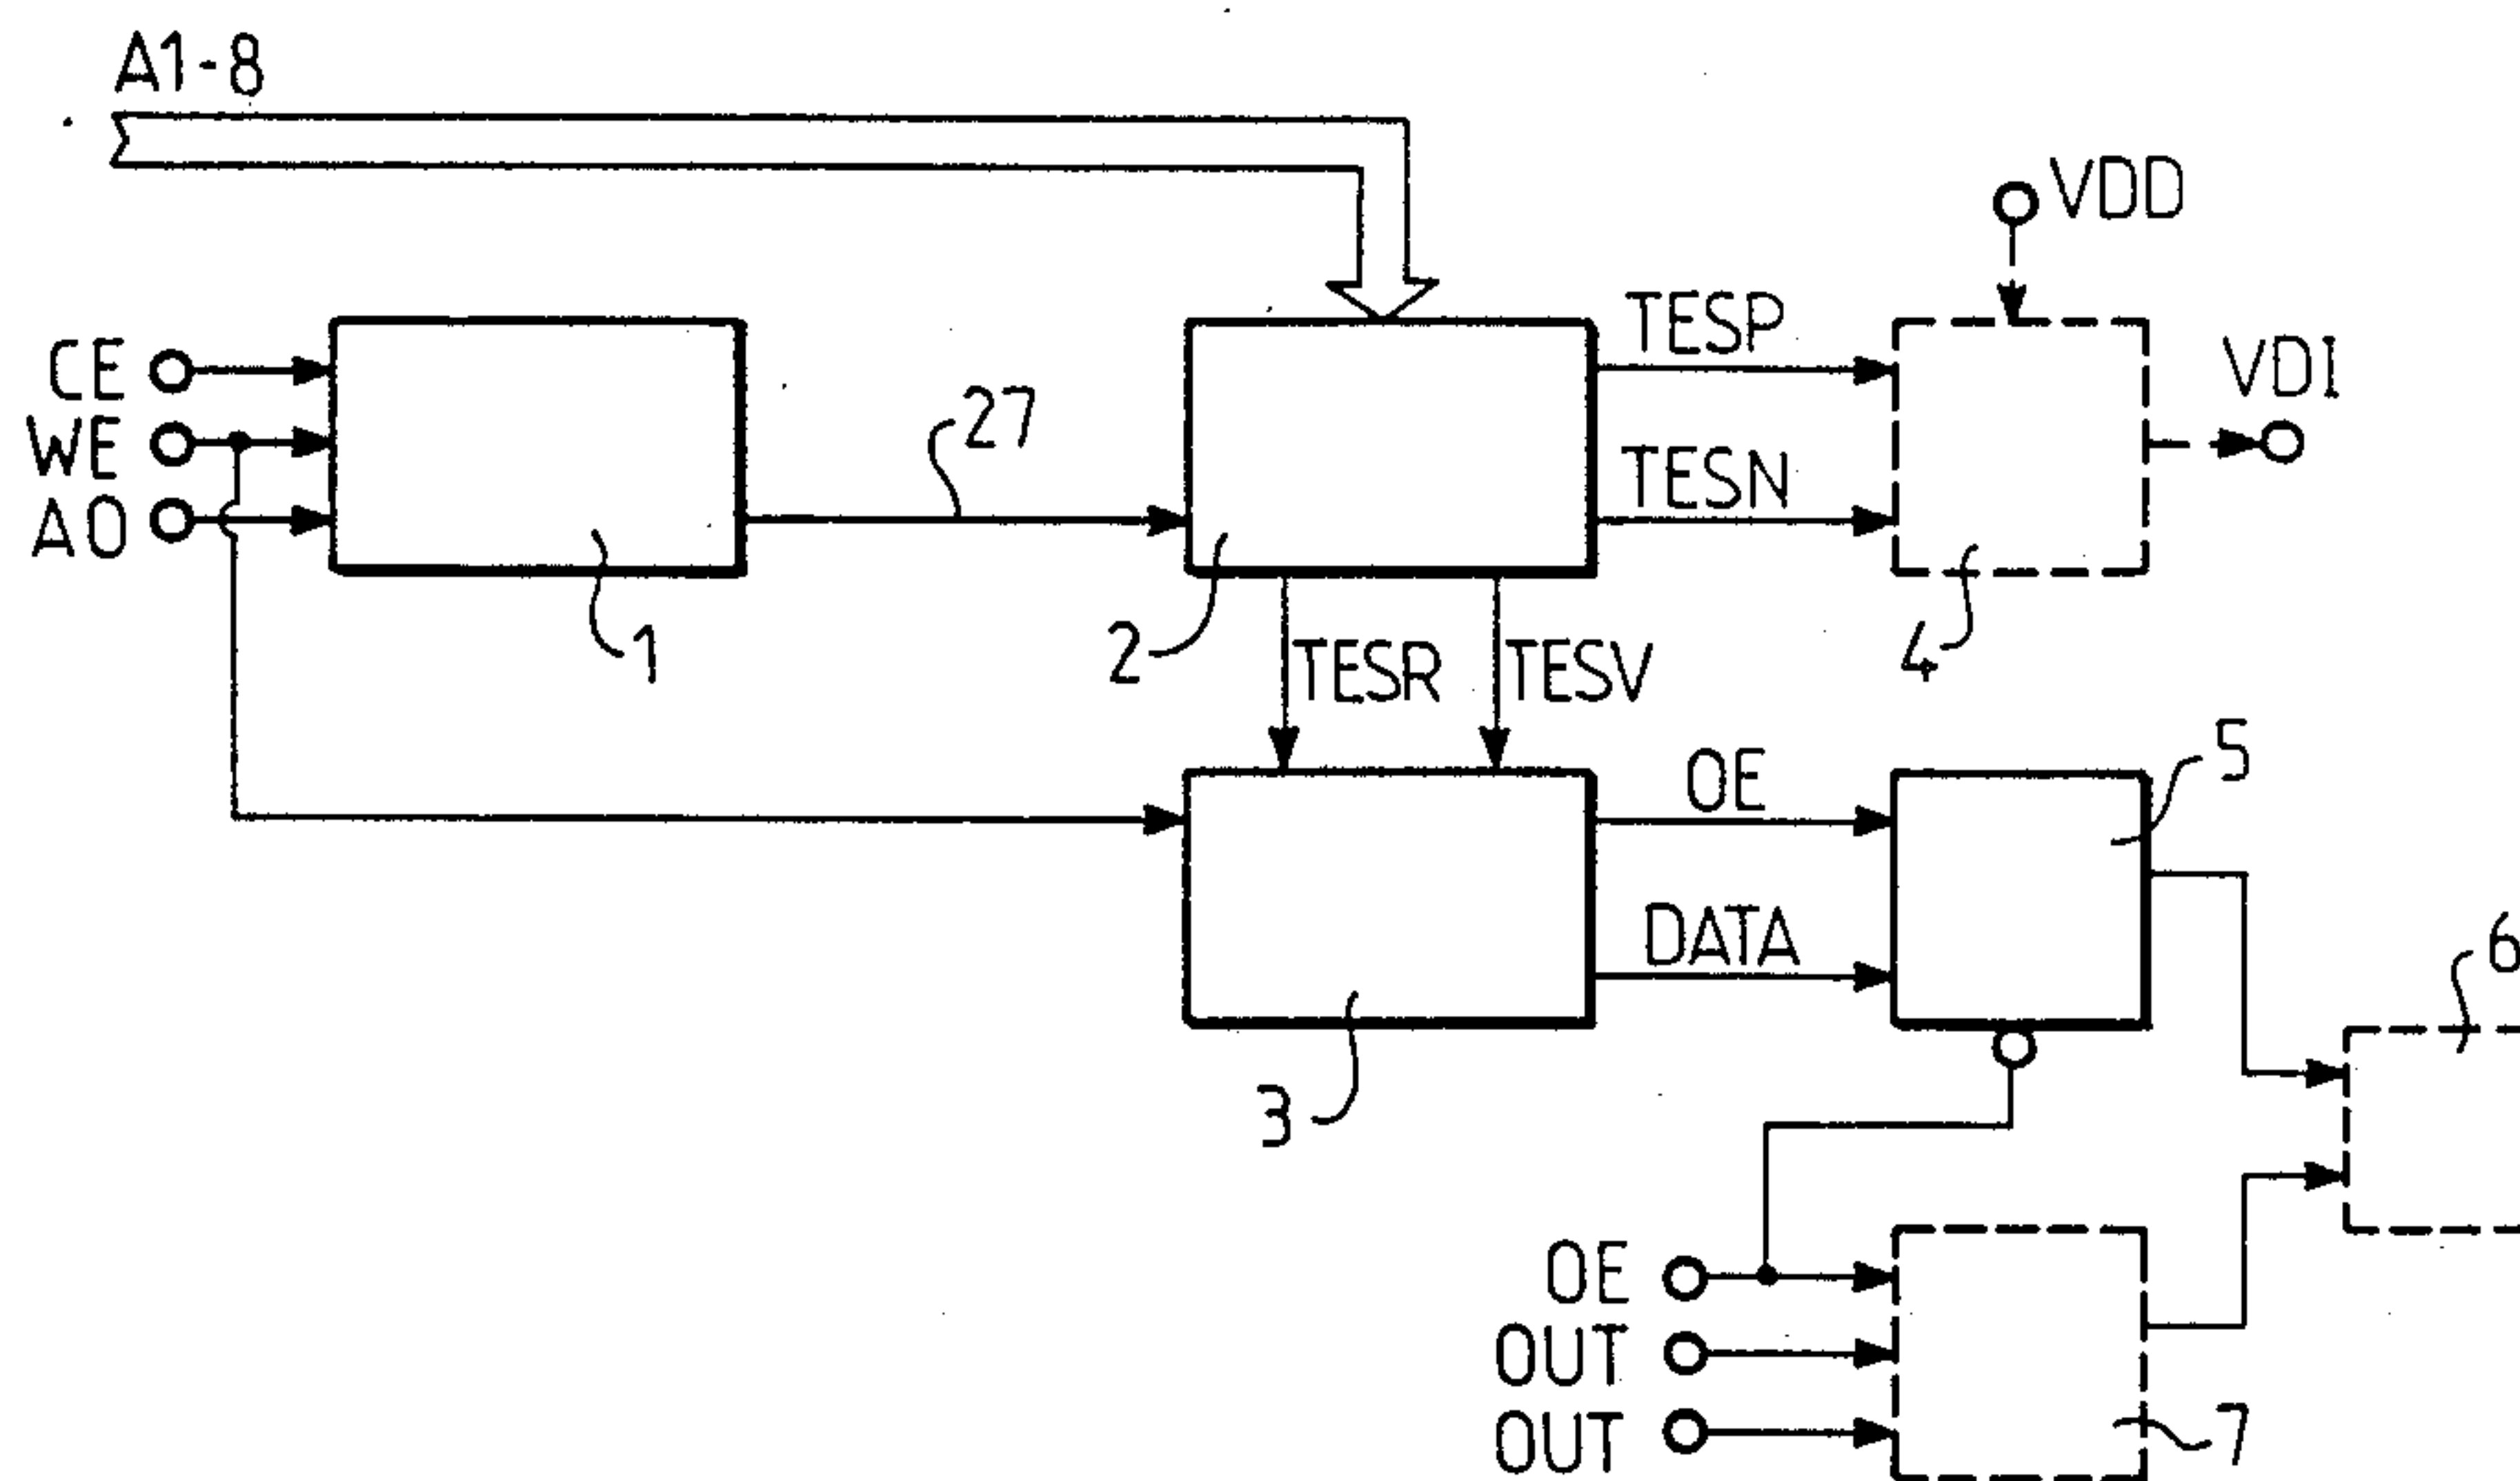 A1-8
VDD
TESP
CE
VDI
27
WE
TESN
A0
1
2
TESR
TESV
4
5
OE
DATA
6
3
OE
OUT
OUT
7